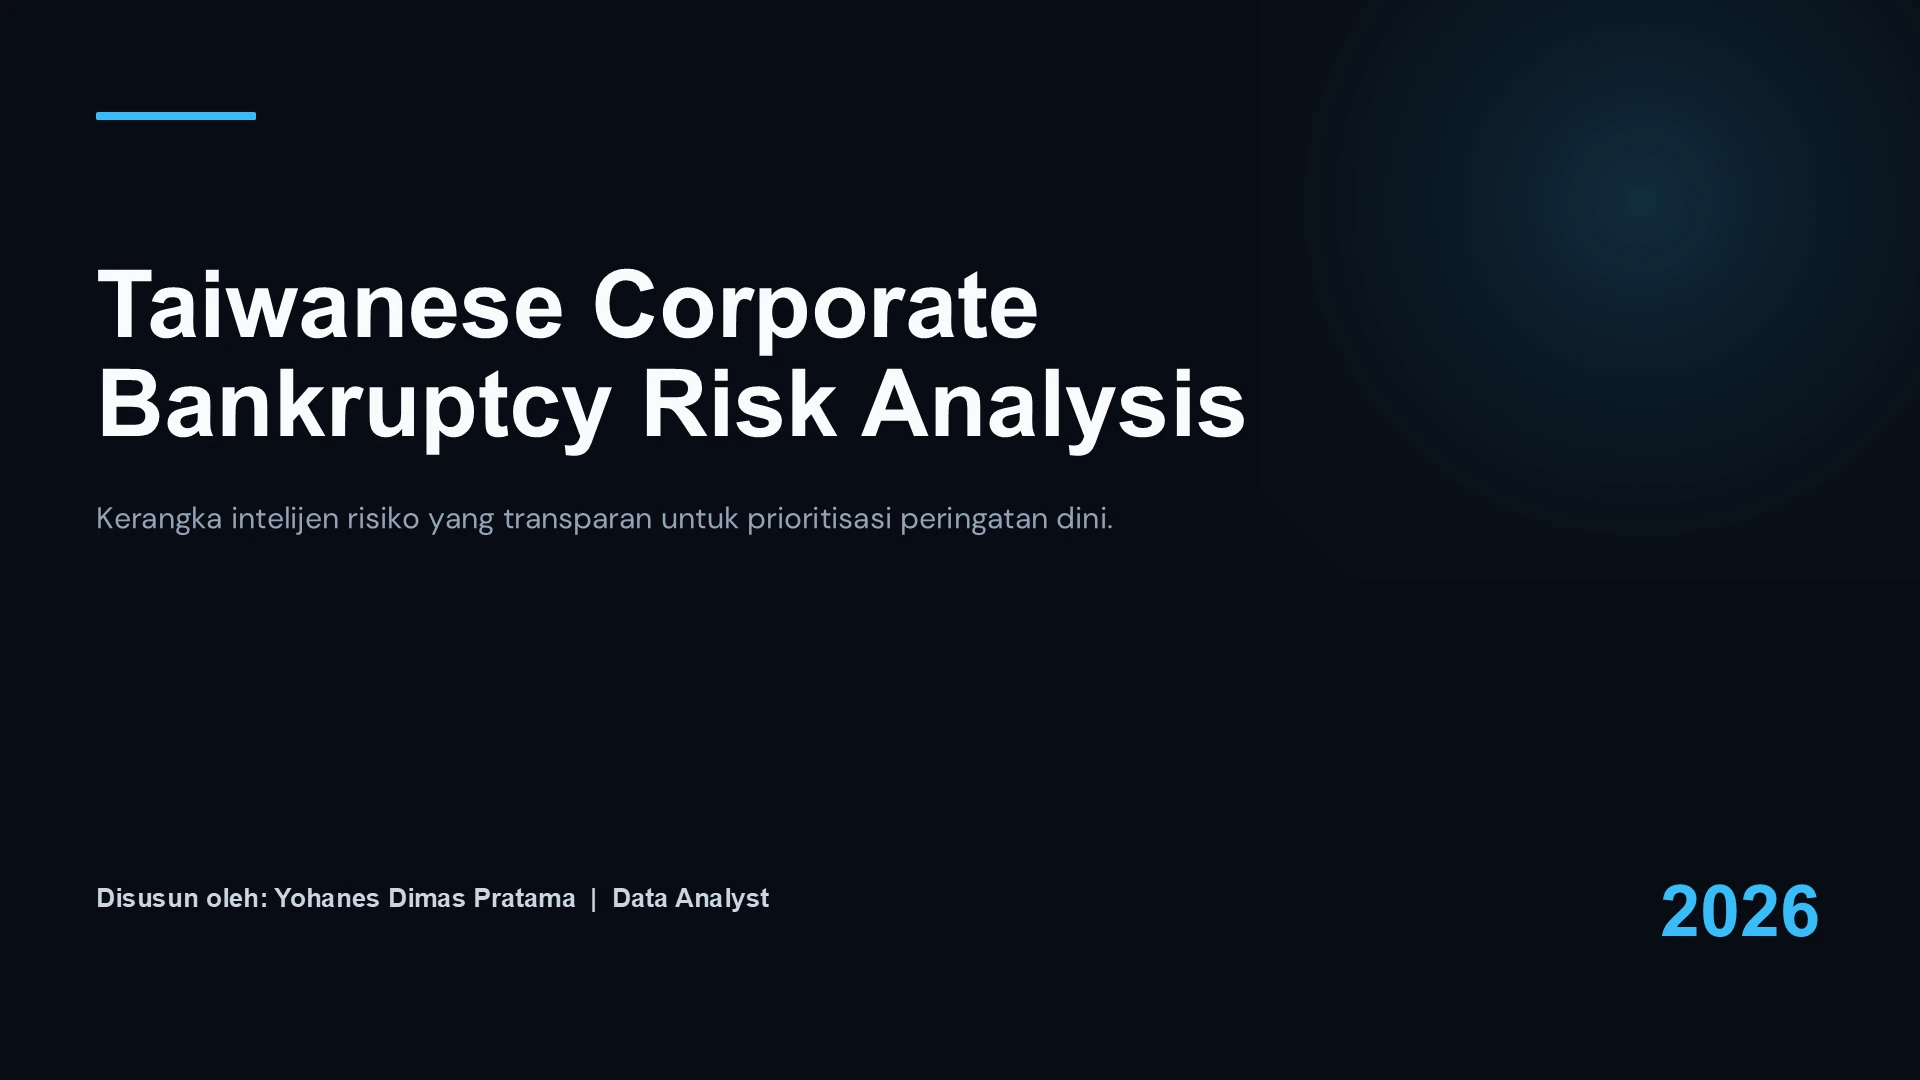 Taiwanese Corporate
Bankruptcy Risk Analysis
Kerangka intelijen risiko yang transparan untuk prioritisasi peringatan dini.
Disusun oleh: Yohanes Dimas Pratama | Data Analyst
2026